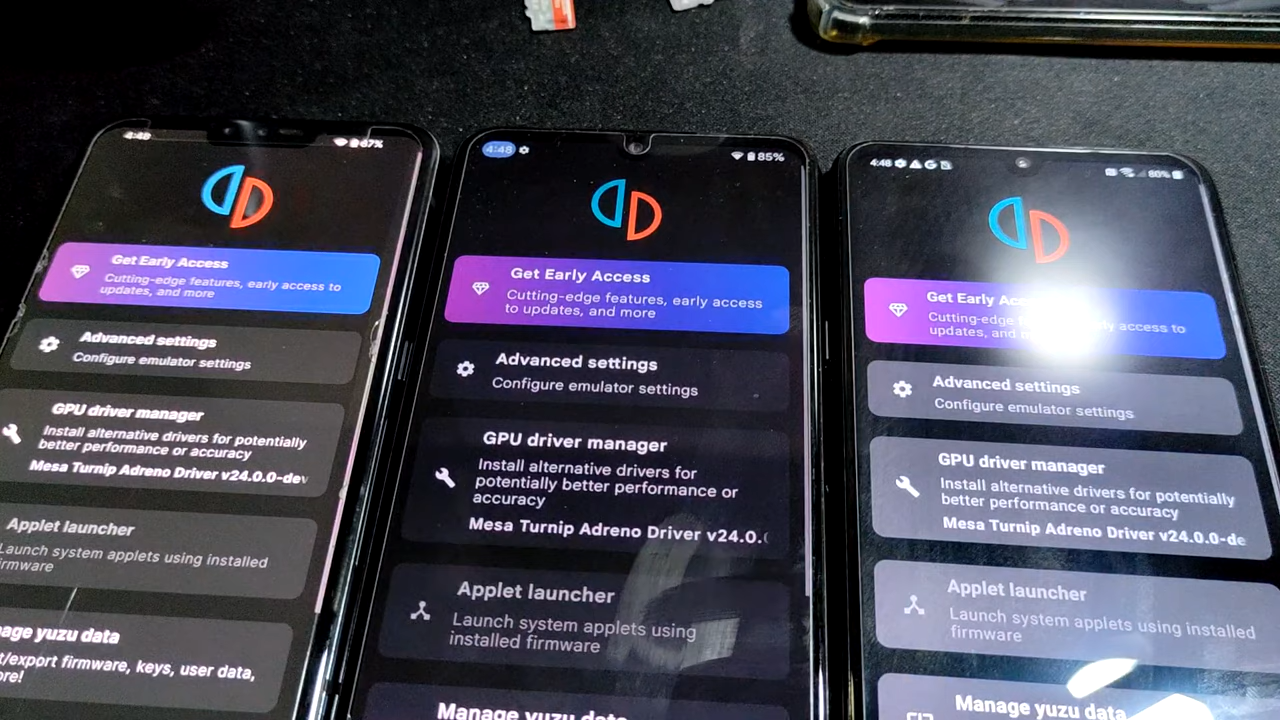 4:48
67%
Get Early Access
Cutting-edge features, early access to
updates, and more
Advanced settings
Configure emulator settings
GPU driver manager
Install alternative drivers for potentially
better performance or accuracy
Mesa Turnip Adreno Driver v24.0.0-dev
Applet launcher
Launch system applets using installed
irmware
age yuzu data
t/export firmware, keys, user data,
ore!
4:48
85%
Get Early Access
Cutting-edge features, early access
to updates, and more
Advanced settings
Configure emulator settings
GPU driver manager
Install alternative drivers for
potentially better performance or
accuracy
Mesa Turnip Adreno Driver v24.0.(
Applet launcher
Launch system applets using
installed firmware
Manage yuzu data
4:48
80%
Get Early Acc
Cutting-edge access to
updates, and
Advanced settings
Configure emulator settings
GPU driver manager
Install alternative drivers for potentially
better performance or accuracy
Mesa Turnip Adreno Driver v24.0.0-de
Applet launcher
Launch system applets using installed
firmware
Manage yuzu data